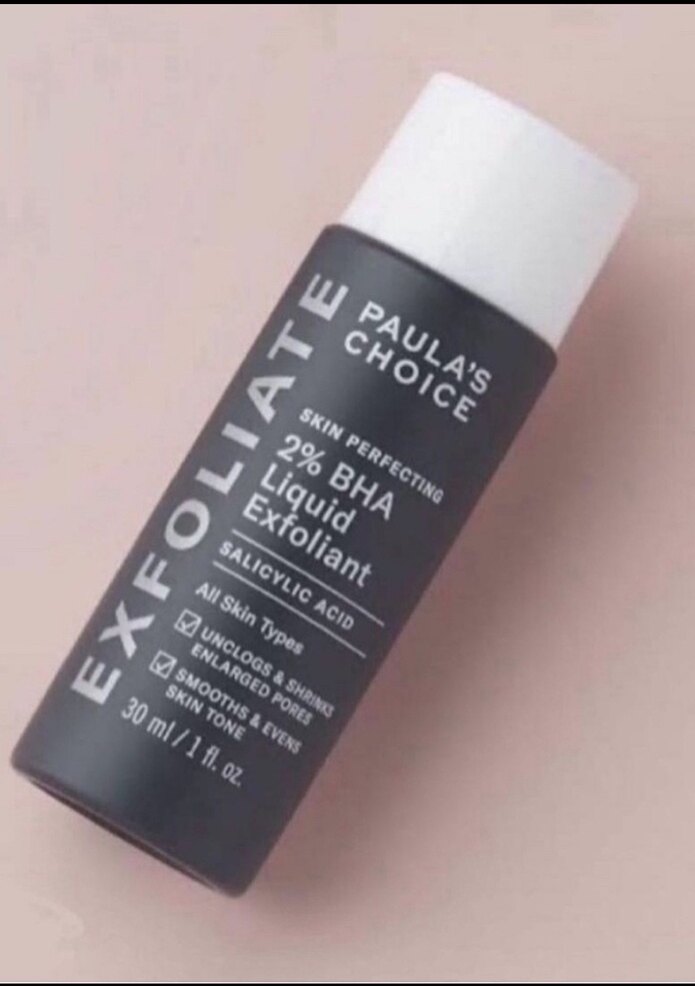 EXFOLIATE
PAULA'S
CHOICE
SKIN PERFECTING
2% BHA
Liquid
Exfoliant
SALICYLIC ACID
All Skin Types
UNCLOGS & SHRINKS
ENLARGED PORES
SMOOTHS & EVENS
SKIN TONE
30 ml / 1 fl. oz.